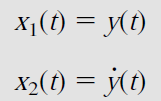 x₁(t) = y(t)
x₂(t) = ẏ(t)